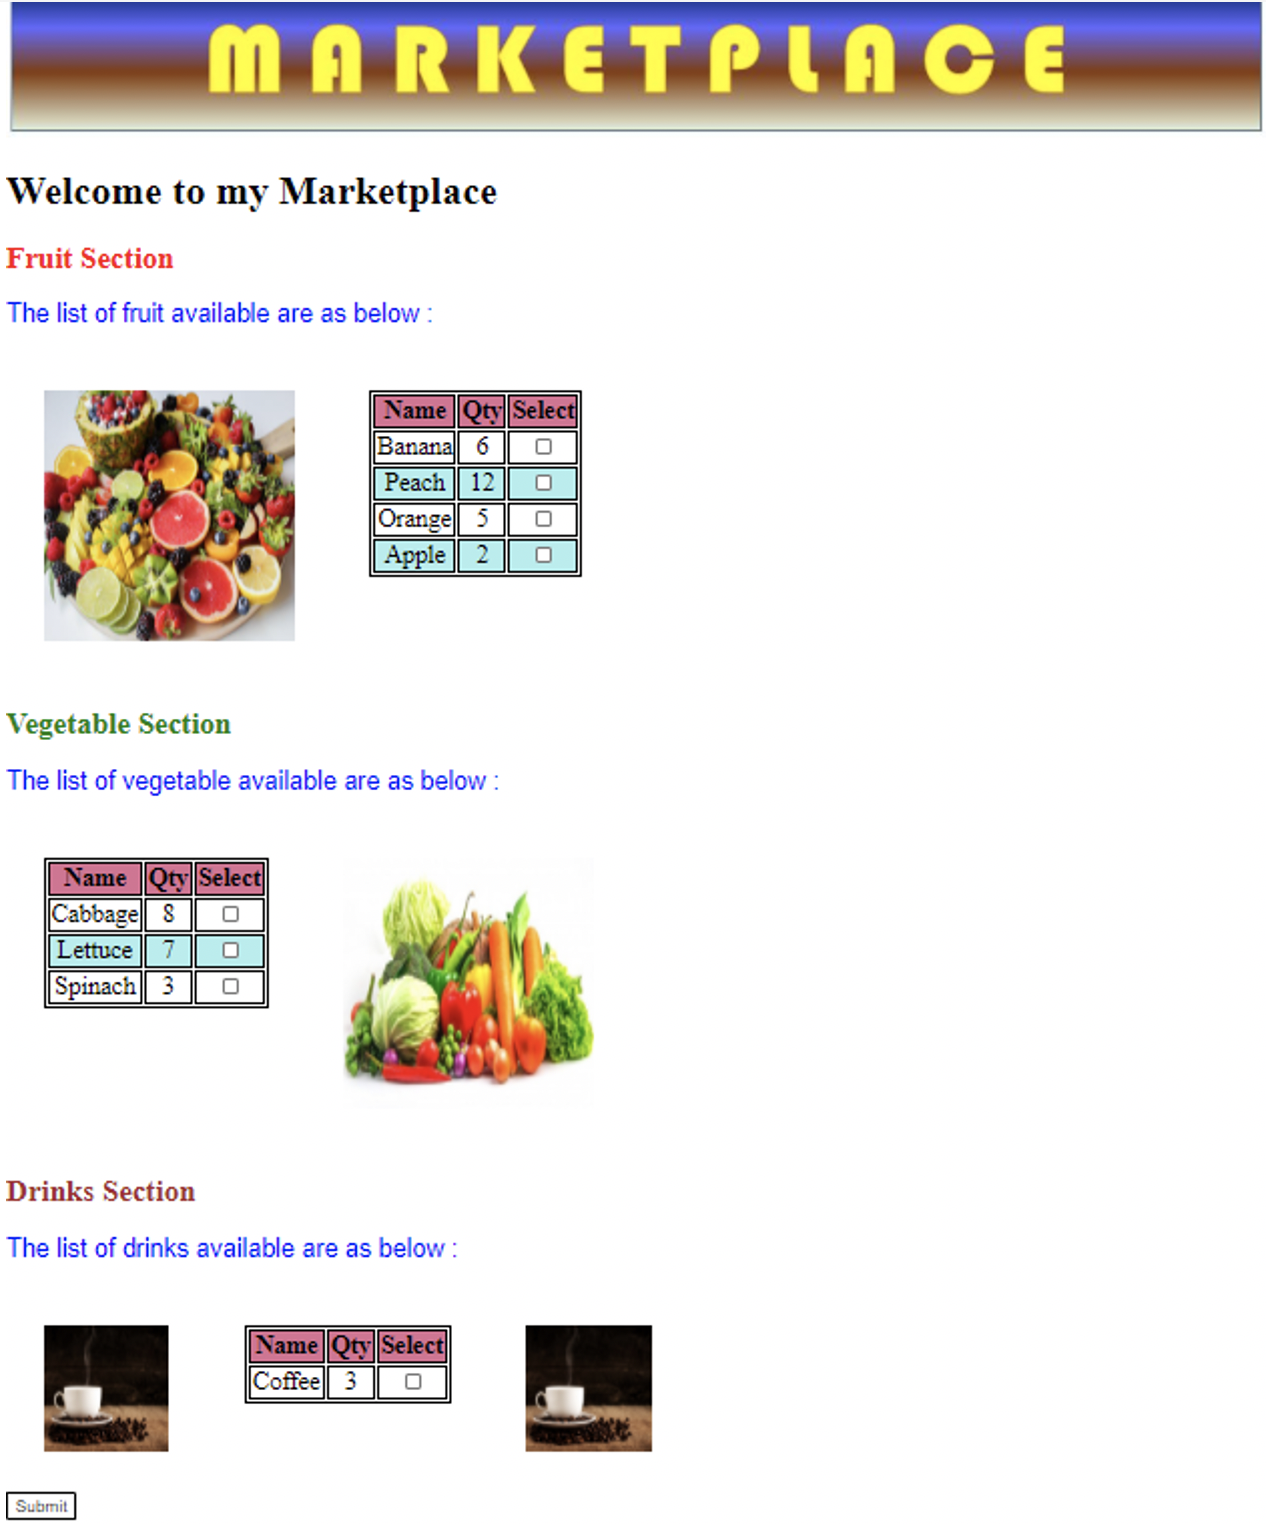 MARKETPLACE
Welcome to my Marketplace
Fruit Section
The list of fruit available are as below :
Name Qty Select
Banana 6
Peach 12
Orange 5
Apple 2
Vegetable Section
The list of vegetable available are as below :
Name Qty Select
Cabbage 8
Lettuce 7
Spinach 3
Drinks Section
The list of drinks available are as below :
Name Qty Select
Coffee 3
Submit